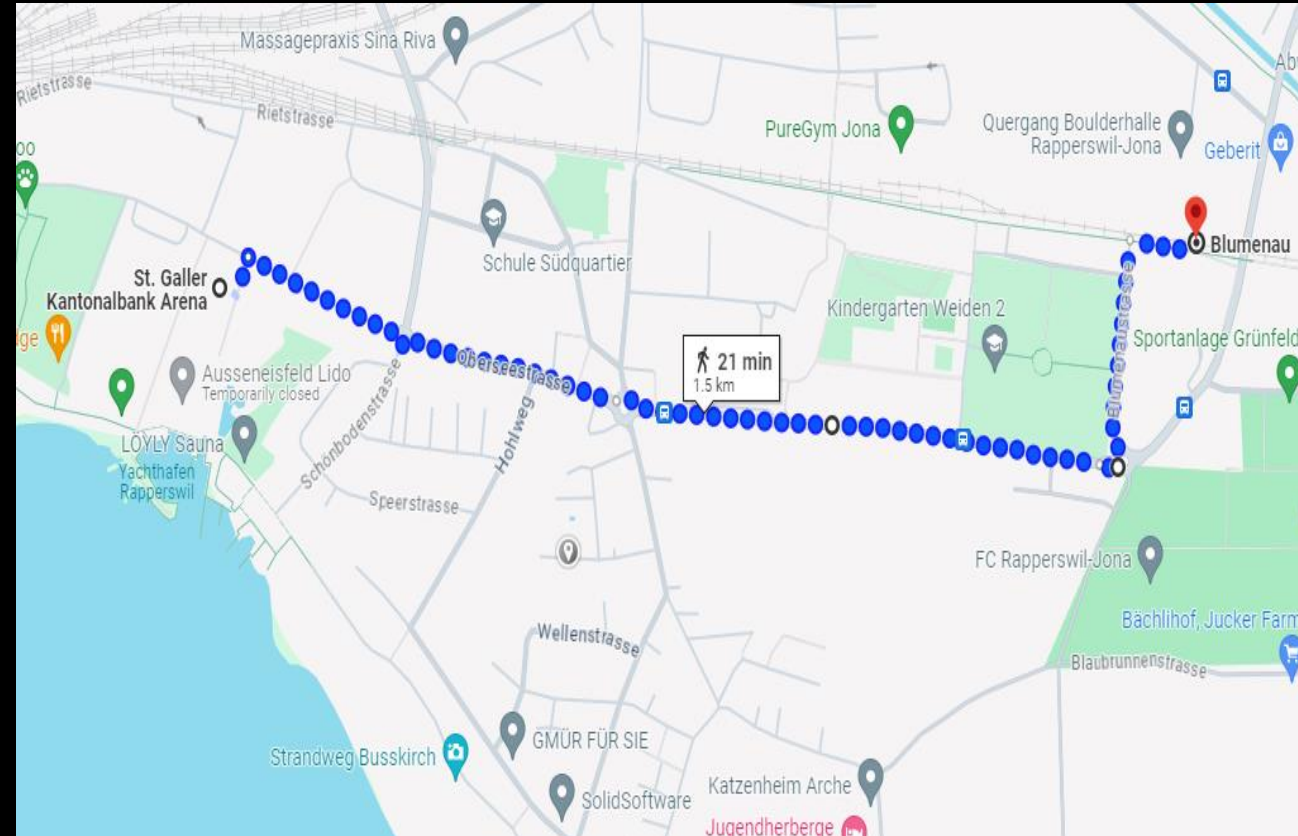 Massagepraxis Sina Riva
Rietstrasse
Rietstrasse
PureGym Jona
Quergang Boulderhalle
Rapperswil-Jona
Geberit
Schule Südquartier
St. Galler
Kantonalbank Arena
Blumenau
Kindergarten Weiden 2
Blumenaustrasse
Sportanlage Grünfeld
21 min
1.5 km
Oberseestrasse
Ausseneisfeld Lido
Temporarily closed
Schönbodenstrasse
Hohlweg
LÖYLY Sauna
Yachthafen
Rapperswil
Speerstrasse
FC Rapperswil-Jona
Bächlihof, Jucker Farm
Blaubrunnenstrasse
Wellenstrasse
GMÜR FÜR SIE
Strandweg Busskirch
SolidSoftware
Katzenheim Arche
Jugendherberge